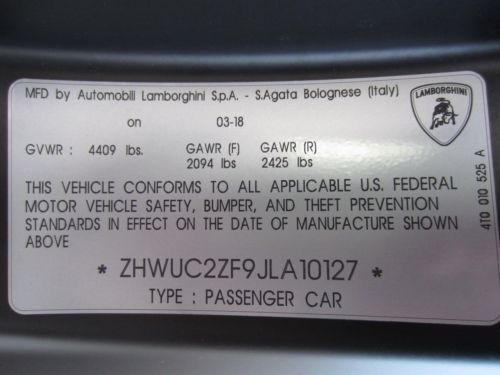 MFD by Automobili Lamborghini S.p.A. - S.Agata Bolognese (Italy)
LAMBORGHINI
on 03-18
GVWR : 4409 lbs. GAWR (F) GAWR (R)
2094 lbs 2425 lbs
THIS VEHICLE CONFORMS TO ALL APPLICABLE U.S. FEDERAL
MOTOR VEHICLE SAFETY, BUMPER, AND THEFT PREVENTION
STANDARDS IN EFFECT ON THE DATE OF MANUFACTURE SHOWN
ABOVE
* ZHWUC2ZF9JLA10127 *
TYPE : PASSENGER CAR
4T0 010 525 A